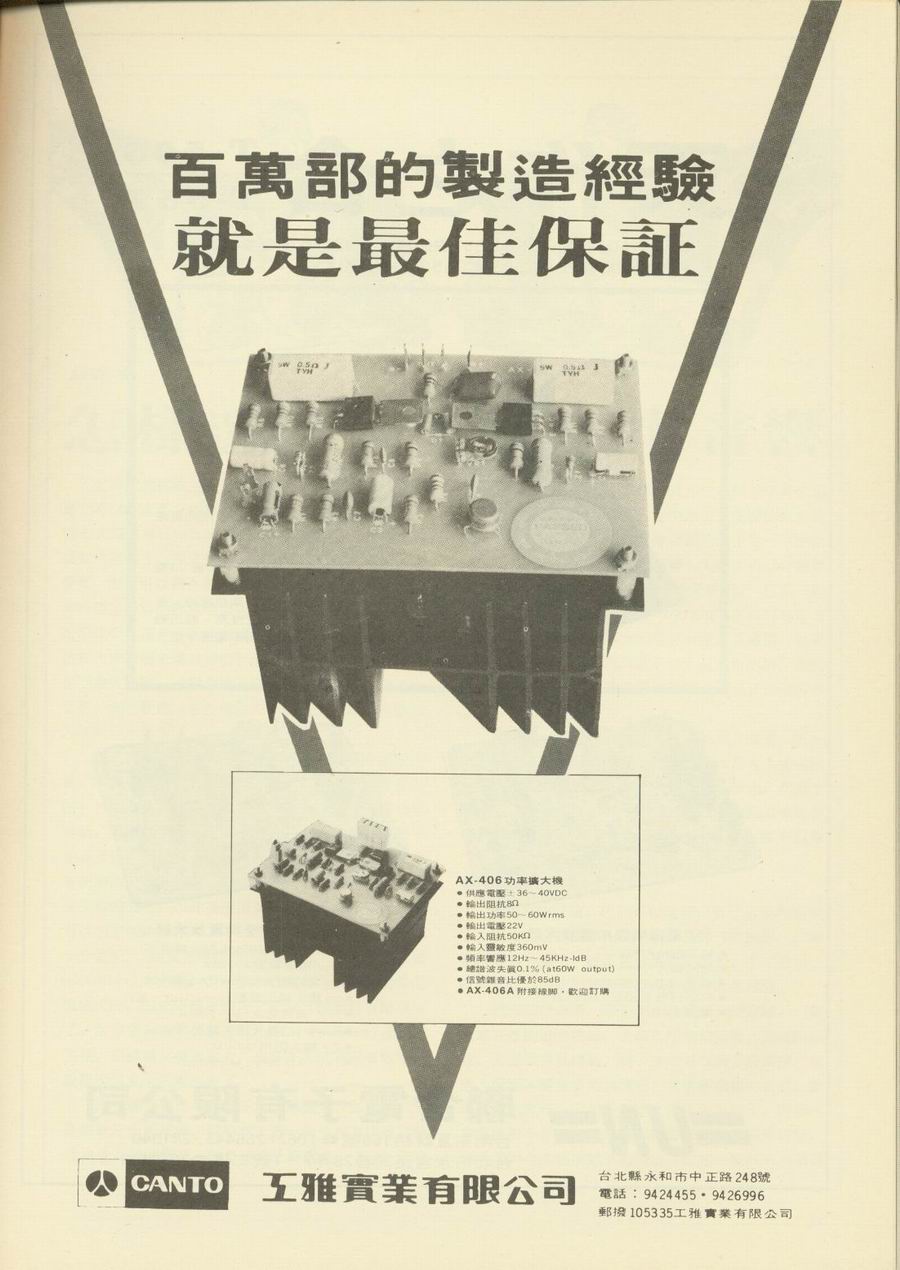 百萬部的製造經驗
就是最佳保証
5W 0.5Ω J
TYH
5W 0.5Ω J
TYH
AX-406功率擴大機
●供應電壓±36~40VDC
●輸出阻抗8Ω
●輸出功率50~60Wrms
●輸出電壓22V
●輸入阻抗50KΩ
●輸入靈敏度360mV
●頻率響應12Hz~45KHz-ldB
●總諧波失眞0.1% (at60W output)
●信號雜音比優於85dB
●AX-406A 附接線脚，歡迎訂購
CANTO
工雅實業有限公司
台北縣永和市中正路248號
電話：9424455·9426996
郵撥105335工雅實業有限公司